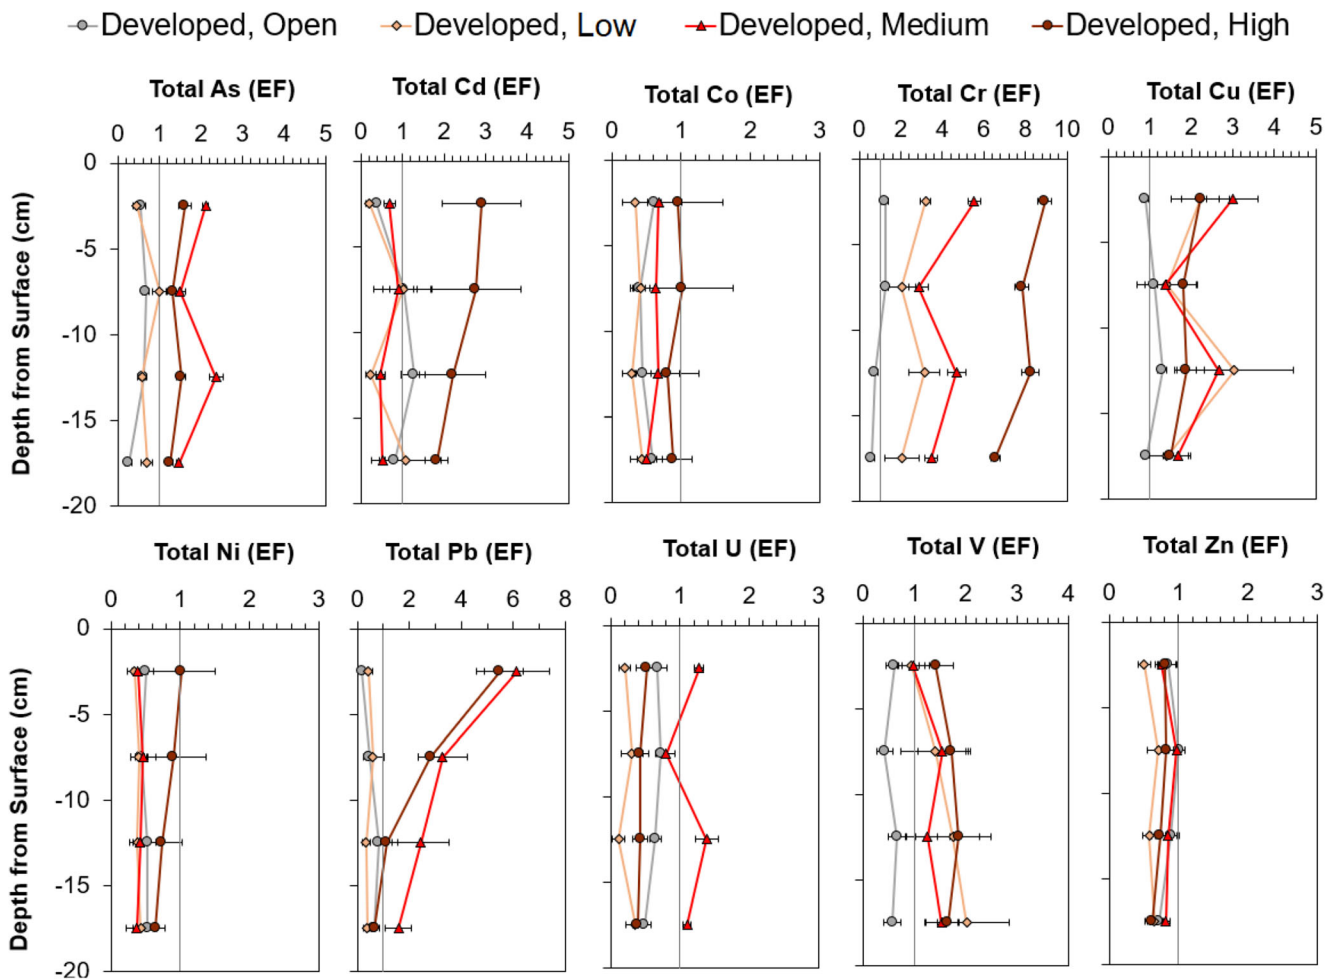 Developed, Open Developed, Low Developed, Medium Developed, High
Total As (EF) Total Cd (EF) Total Co (EF) Total Cr (EF) Total Cu (EF)
0 1 2 3 4 5 0 1 2 3 4 5 0 1 2 3 0 2 4 6 8 10 0 1 2 3 4 5
0
-5
-10
-15
-20
Depth from Surface (cm)
Total Ni (EF) Total Pb (EF) Total U (EF) Total V (EF) Total Zn (EF)
0 1 2 3 0 2 4 6 8 0 1 2 3 0 1 2 3 4 0 1 2 3
0
-5
-10
-15
-20
Depth from Surface (cm)